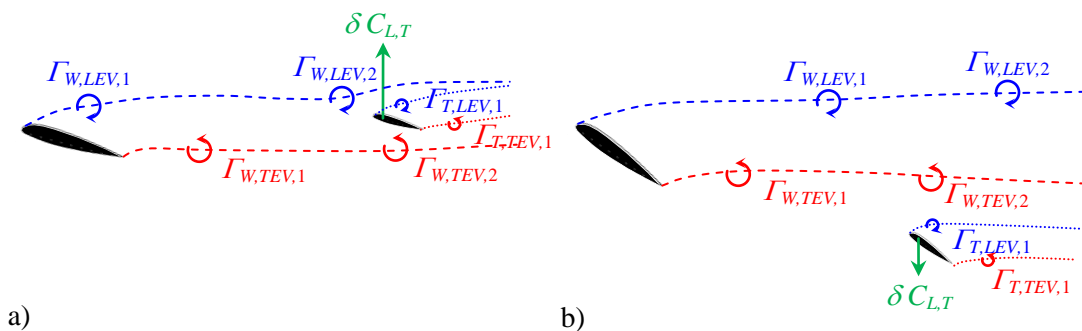 δ C_{L,T}
Γ_{W,LEV,1}
Γ_{W,LEV,2}
Γ_{T,LEV,1}
Γ_{T,TEV,1}
Γ_{W,TEV,1}
Γ_{W,TEV,2}
a)
Γ_{W,LEV,1}
Γ_{W,LEV,2}
Γ_{W,TEV,1}
Γ_{W,TEV,2}
Γ_{T,LEV,1}
Γ_{T,TEV,1}
δ C_{L,T}
b)